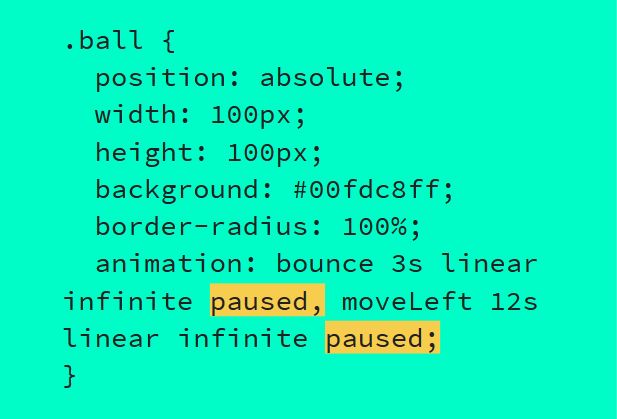 .ball {
position: absolute;
width: 100px;
height: 100px;
background: #00fdc8ff;
border-radius: 100%;
animation: bounce 3s linear
infinite paused, moveLeft 12s
linear infinite paused;
}